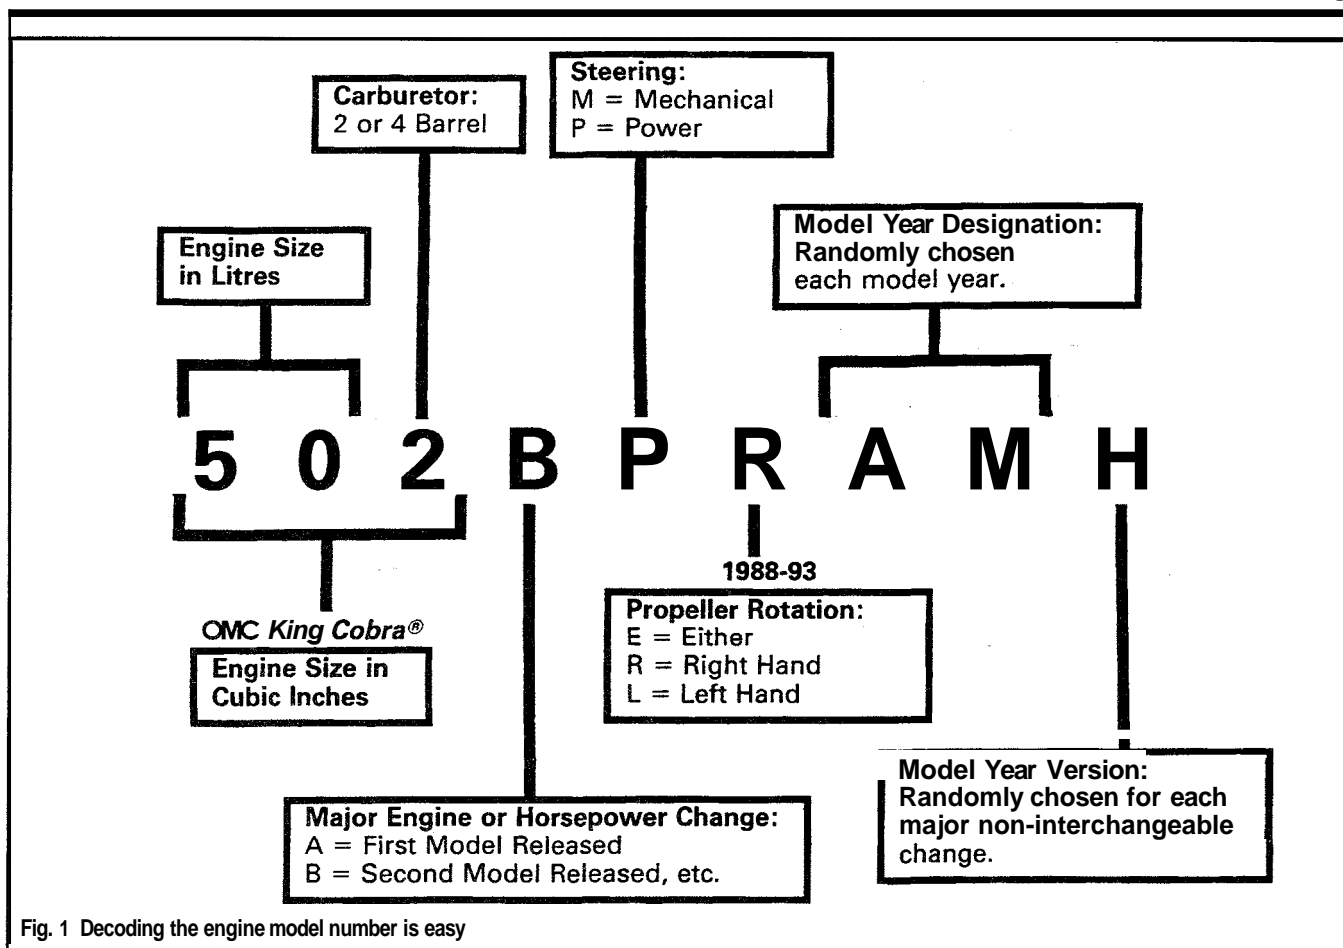 Steering:
M = Mechanical
P = Power
Carburetor:
2 or 4 Barrel
Model Year Designation:
Randomly chosen
each model year.
Engine Size
in Litres
5 0 2 B P R A M H
1988-93
Propeller Rotation:
E = Either
R = Right Hand
L = Left Hand
OMC King Cobra®
Engine Size in
Cubic Inches
Model Year Version:
Randomly chosen for each
major non-interchangeable
change.
Major Engine or Horsepower Change:
A = First Model Released
B = Second Model Released, etc.
Fig. 1 Decoding the engine model number is easy